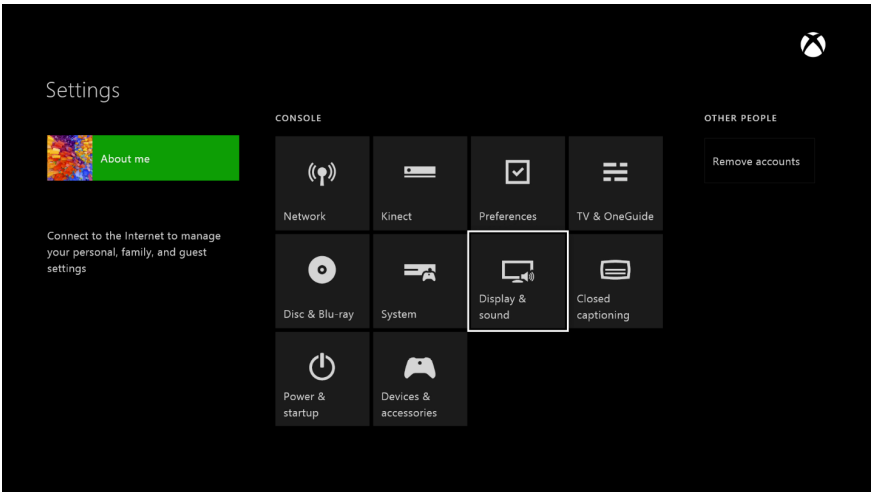 Settings
About me
Connect to the Internet to manage
your personal, family, and guest
settings
CONSOLE
Network
Kinect
Preferences
TV & OneGuide
Disc & Blu-ray
System
Display &
sound
Closed
captioning
Power &
startup
Devices &
accessories
OTHER PEOPLE
Remove accounts